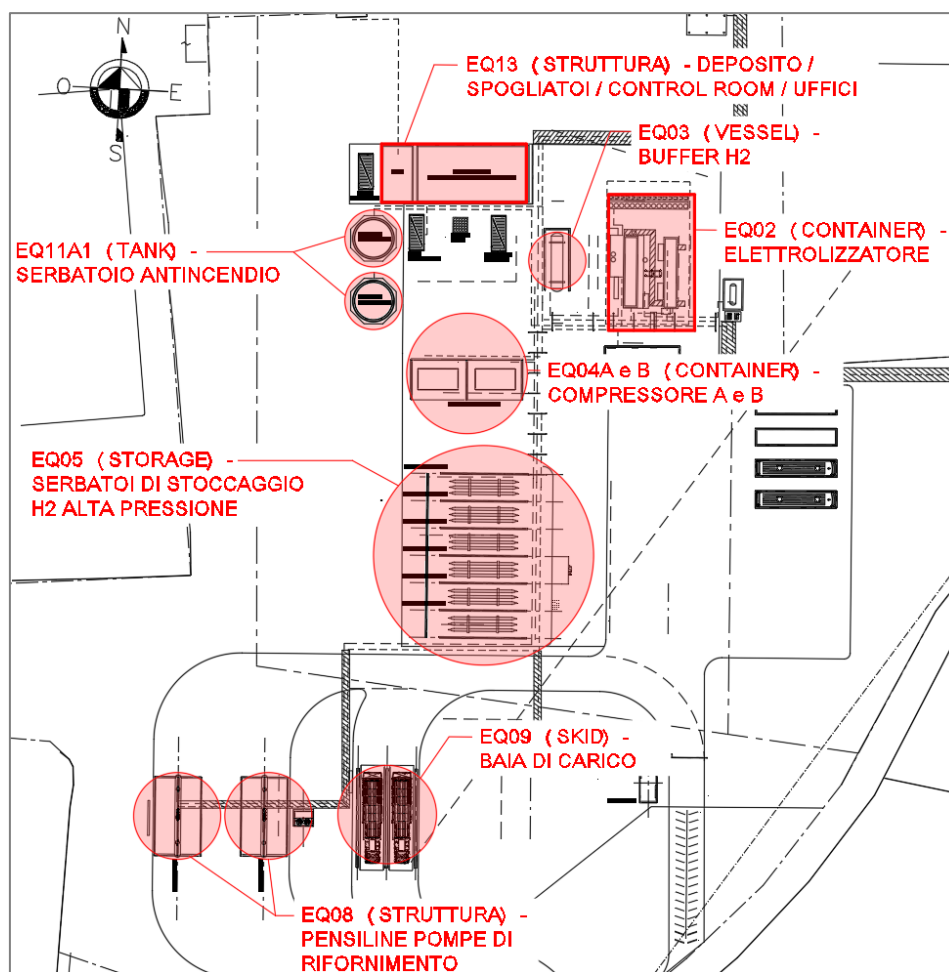 N
O
E
S
EQ13 (STRUTTURA) - DEPOSITO /
SPOGLIATOI / CONTROL ROOM / UFFICI
EQ03 (VESSEL) -
BUFFER H2
EQ11A1 (TANK) -
SERBATOIO ANTINCENDIO
EQ02 (CONTAINER) -
ELETTROLIZZATORE
EQ04A e B (CONTAINER) -
COMPRESSORE A e B
EQ05 (STORAGE) -
SERBATOI DI STOCCAGGIO
H2 ALTA PRESSIONE
EQ09 (SKID) -
BAIA DI CARICO
EQ08 (STRUTTURA) -
PENSILINE POMPE DI
RIFORNIMENTO